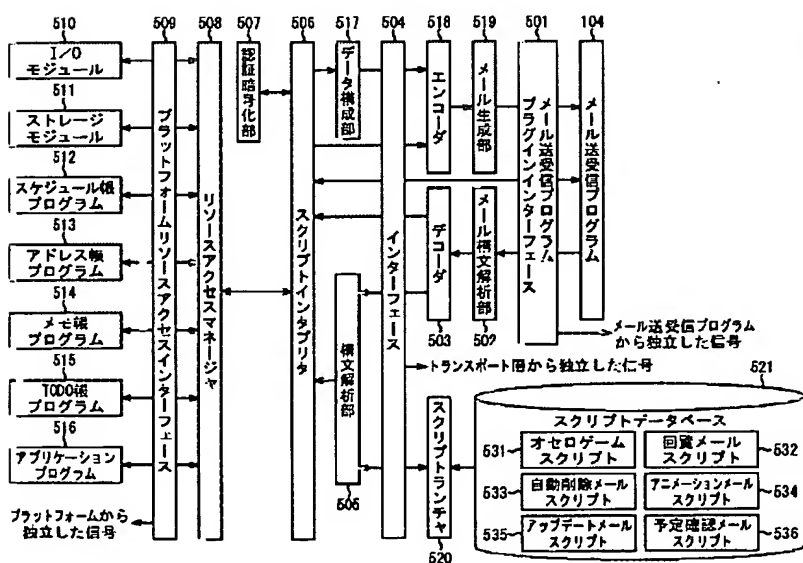 510
509
508
507
506
517
504
518
519
501
104
I/O
モジュール
511
ストレージ
モジュール
512
スケジュール帳
プログラム
513
アドレス帳
プログラム
514
メモ帳
プログラム
515
TODO帳
プログラム
516
アプリケーション
プログラム
プラットフォームから
独立した信号
プラットフォームリソースアクセスインターフェース
リソースアクセスマネージャ
認証暗号化部
スクリプトインタプリタ
データ構成部
構文解析部
505
インターフェース
エンコーダ
メール生成部
デコーダ
503
メール構文解析部
502
メール送受信プログラム
プラグインインターフェース
メール送受信プログラム
メール送受信プログラム
から独立した信号
トランスポート層から独立した信号
スクリプトランチャ
520
521
スクリプトデータベース
531
オセロゲーム
スクリプト
回覧メール
スクリプト
532
533
自動削除メール
スクリプト
アニメーションメール
スクリプト
534
535
アップデートメール
スクリプト
予定確認メール
スクリプト
536